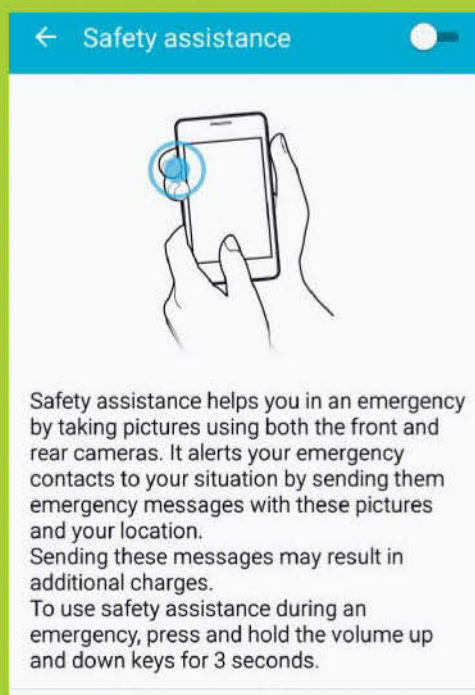 Safety assistance
Safety assistance helps you in an emergency
by taking pictures using both the front and
rear cameras. It alerts your emergency
contacts to your situation by sending them
emergency messages with these pictures
and your location.
Sending these messages may result in
additional charges.
To use safety assistance during an
emergency, press and hold the volume up
and down keys for 3 seconds.